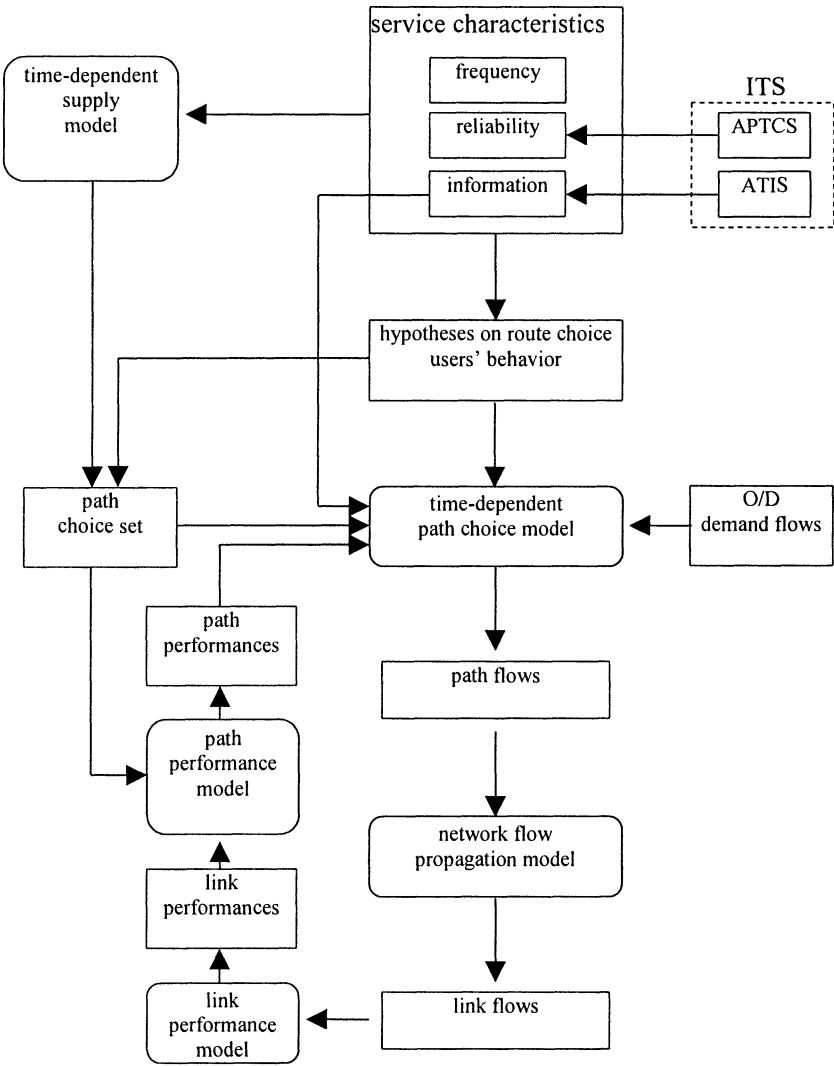 service characteristics
frequency
reliability
information
ITS
APTCS
ATIS
time-dependent
supply
model
hypotheses on route choice
users' behavior
path
choice set
time-dependent
path choice model
O/D
demand flows
path
performances
path flows
path
performance
model
network flow
propagation model
link
performances
link
performance
model
link flows